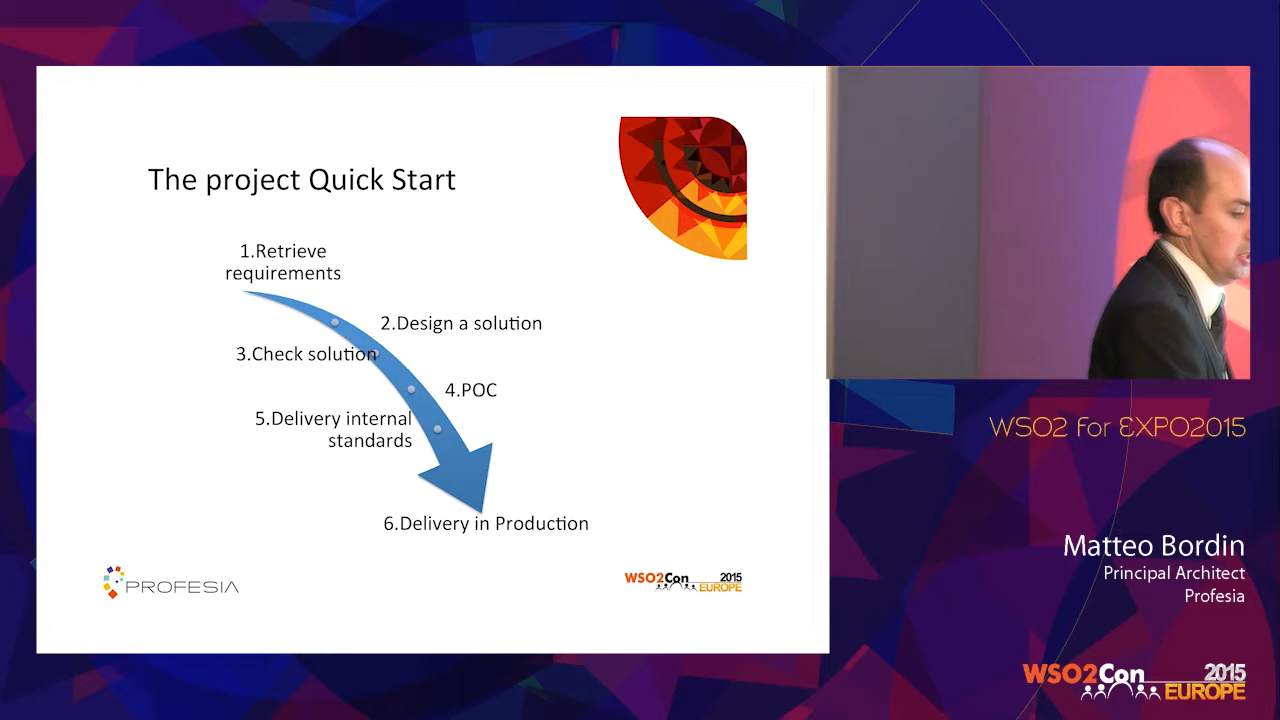 The project Quick Start
1.Retrieve
requirements
2.Design a solution
3.Check solution
4.POC
5.Delivery internal
standards
6.Delivery in Production
PROFESIA
WSO2Con 2015
EUROPE
WSO2 For EXPO2015
Matteo Bordin
Principal Architect
Profesia
WSO2Con 2015
EUROPE